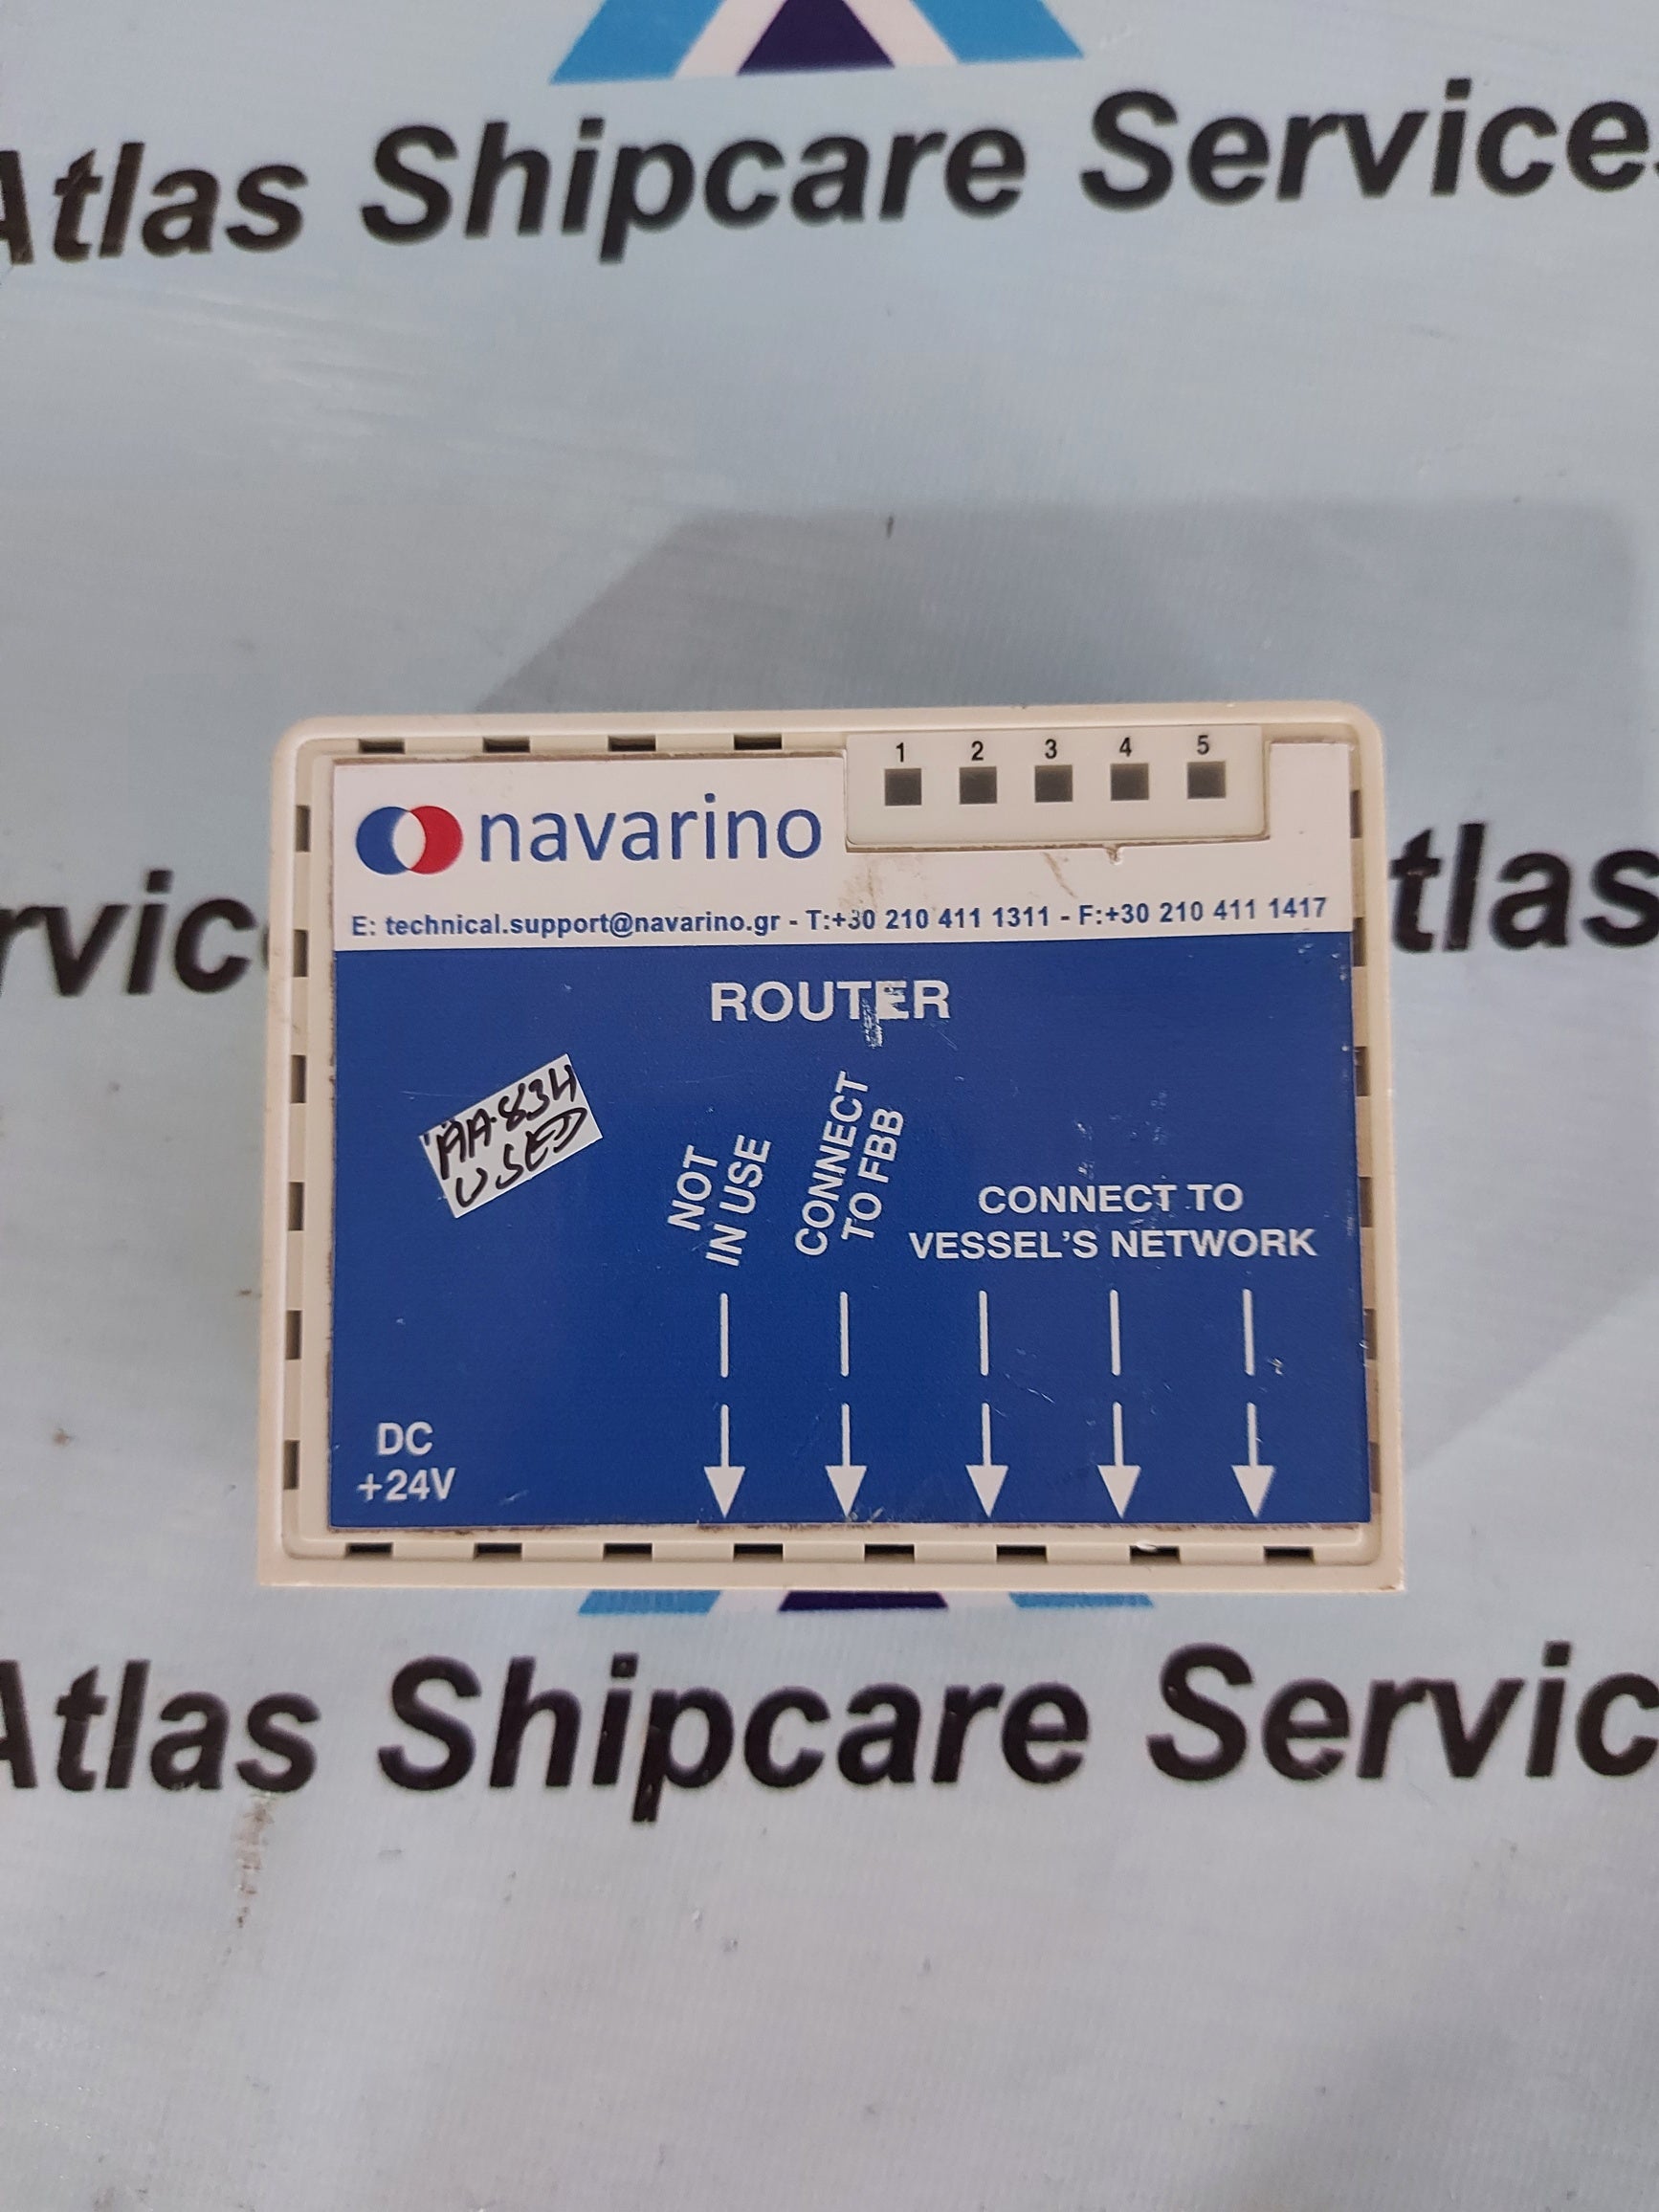 Atlas Shipcare Services
1 2 3 4 5
navarino
E: technical.support@navarino.gr - T:+30 210 411 1311 - F:+30 210 411 1417
rvic
tlas
ROUTER
AA-834
USED
NOT
IN USE
CONNECT
TO FBB
CONNECT TO
VESSEL'S NETWORK
DC
+24V
Atlas Shipcare Servic